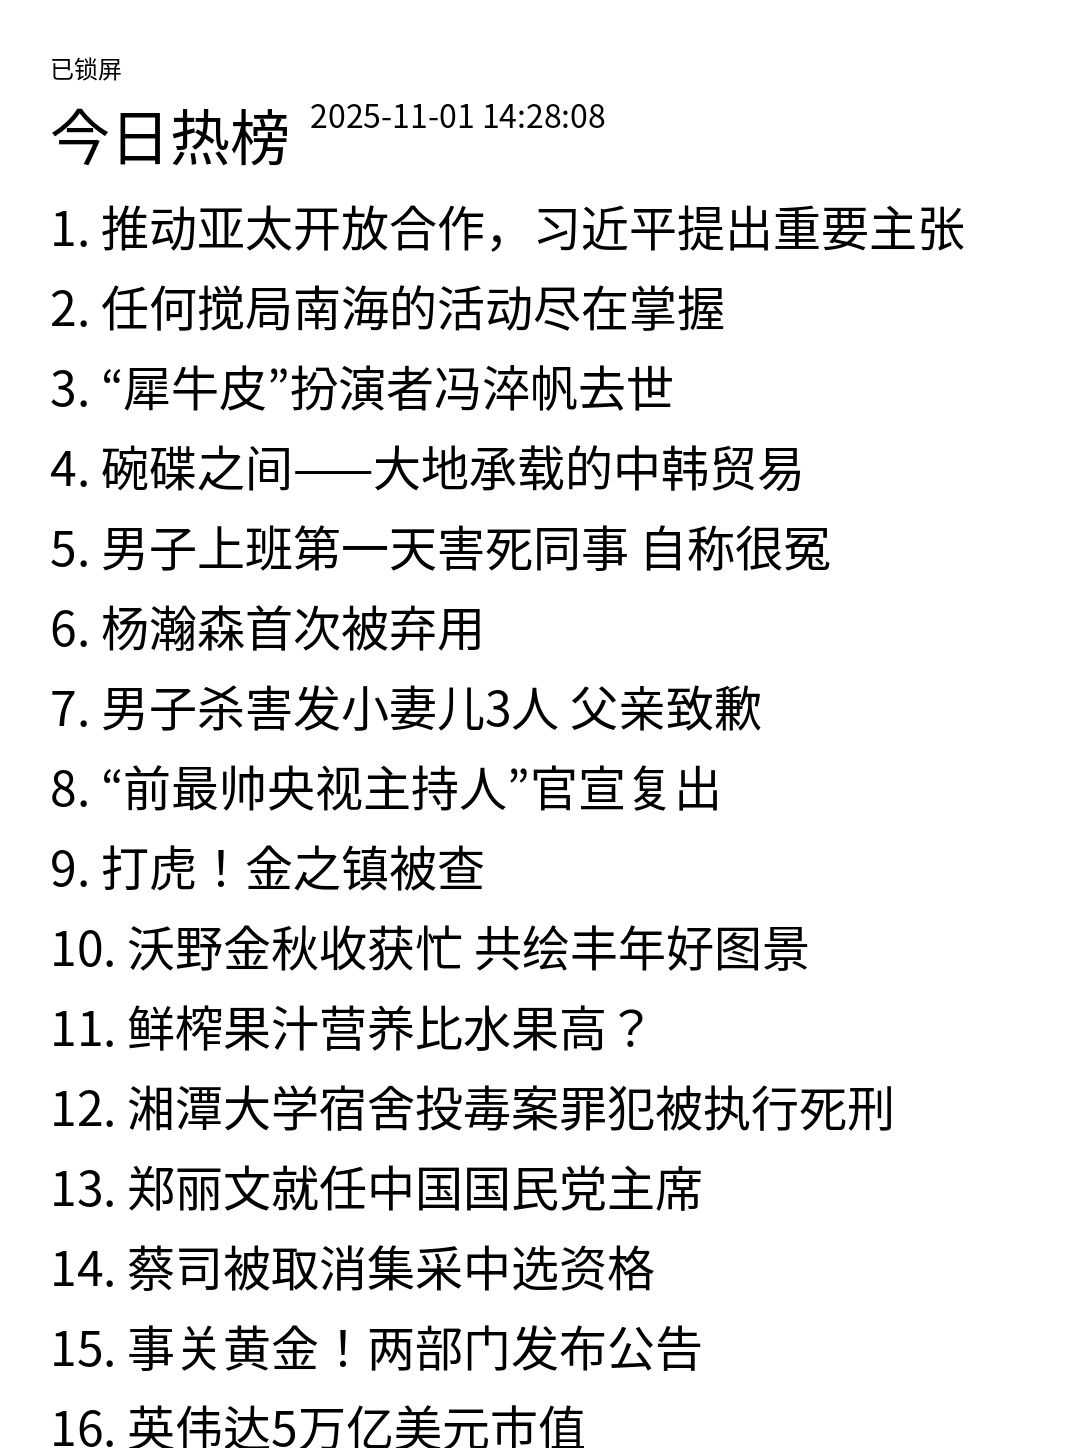 已锁屏
今日热榜 2025-11-01 14:28:08
1. 推动亚太开放合作，习近平提出重要主张
2. 任何搅局南海的活动尽在掌握
3. “犀牛皮”扮演者冯淬帆去世
4. 碗碟之间——大地承载的中韩贸易
5. 男子上班第一天害死同事 自称很冤
6. 杨瀚森首次被弃用
7. 男子杀害发小妻儿3人 父亲致歉
8. “前最帅央视主持人”官宣复出
9. 打虎！金之镇被查
10. 沃野金秋收获忙 共绘丰年好图景
11. 鲜榨果汁营养比水果高？
12. 湘潭大学宿舍投毒案罪犯被执行死刑
13. 郑丽文就任中国国民党主席
14. 蔡司被取消集采中选资格
15. 事关黄金！两部门发布公告
16. 英伟达5万亿美元市值